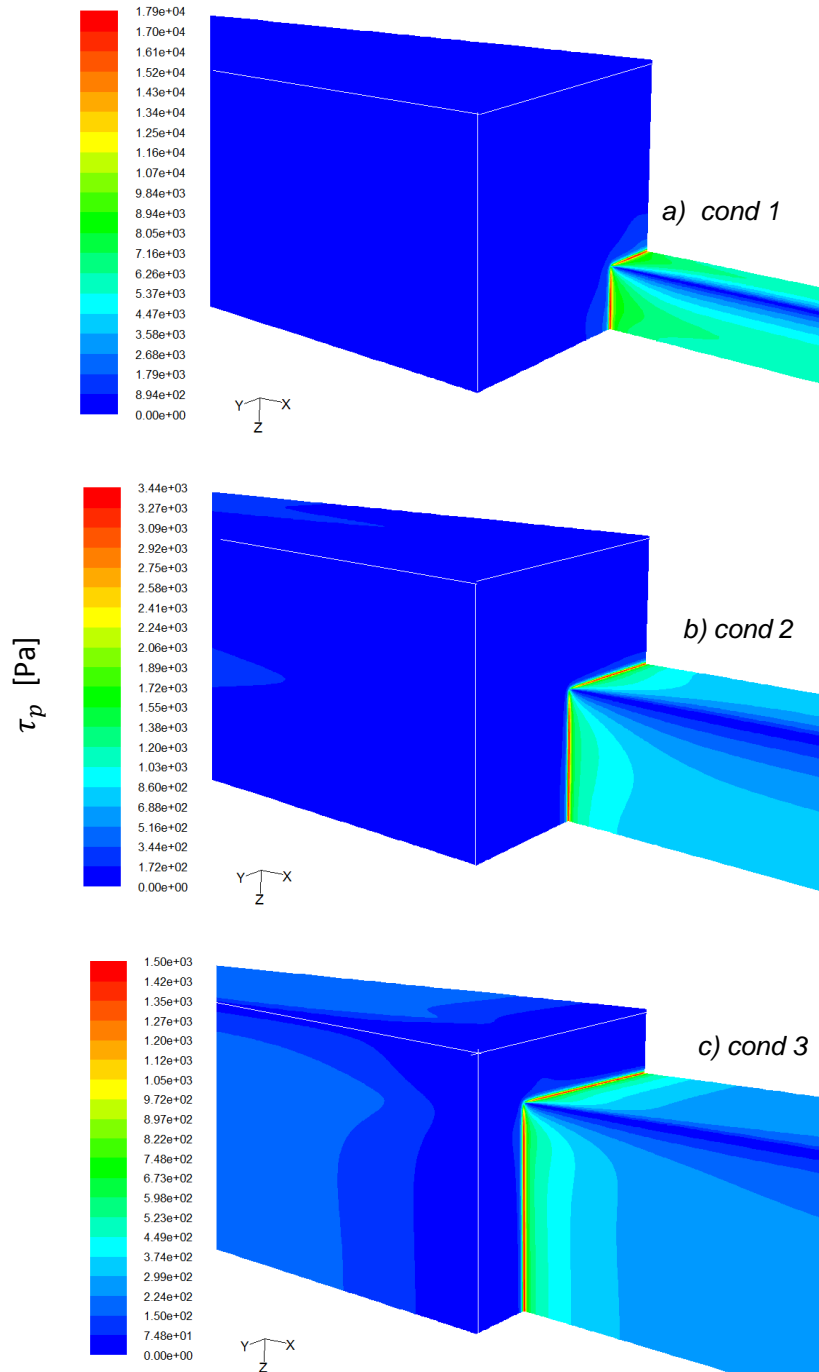 1.79e+04
1.70e+04
1.61e+04
1.52e+04
1.43e+04
1.34e+04
1.25e+04
1.16e+04
1.07e+04
9.84e+03
8.94e+03
8.05e+03
7.16e+03
6.26e+03
5.37e+03
4.47e+03
3.58e+03
2.68e+03
1.79e+03
8.94e+02
0.00e+00
a) cond 1
Y X
Z
3.44e+03
3.27e+03
3.09e+03
2.92e+03
2.75e+03
2.58e+03
2.41e+03
2.24e+03
2.06e+03
1.89e+03
1.72e+03
1.55e+03
1.38e+03
1.20e+03
1.03e+03
8.60e+02
6.88e+02
5.16e+02
3.44e+02
1.72e+02
0.00e+00
b) cond 2
Y X
Z
τp [Pa]
1.50e+03
1.42e+03
1.35e+03
1.27e+03
1.20e+03
1.12e+03
1.05e+03
9.72e+02
8.97e+02
8.22e+02
7.48e+02
6.73e+02
5.98e+02
5.23e+02
4.49e+02
3.74e+02
2.99e+02
2.24e+02
1.50e+02
7.48e+01
0.00e+00
c) cond 3
Y X
Z